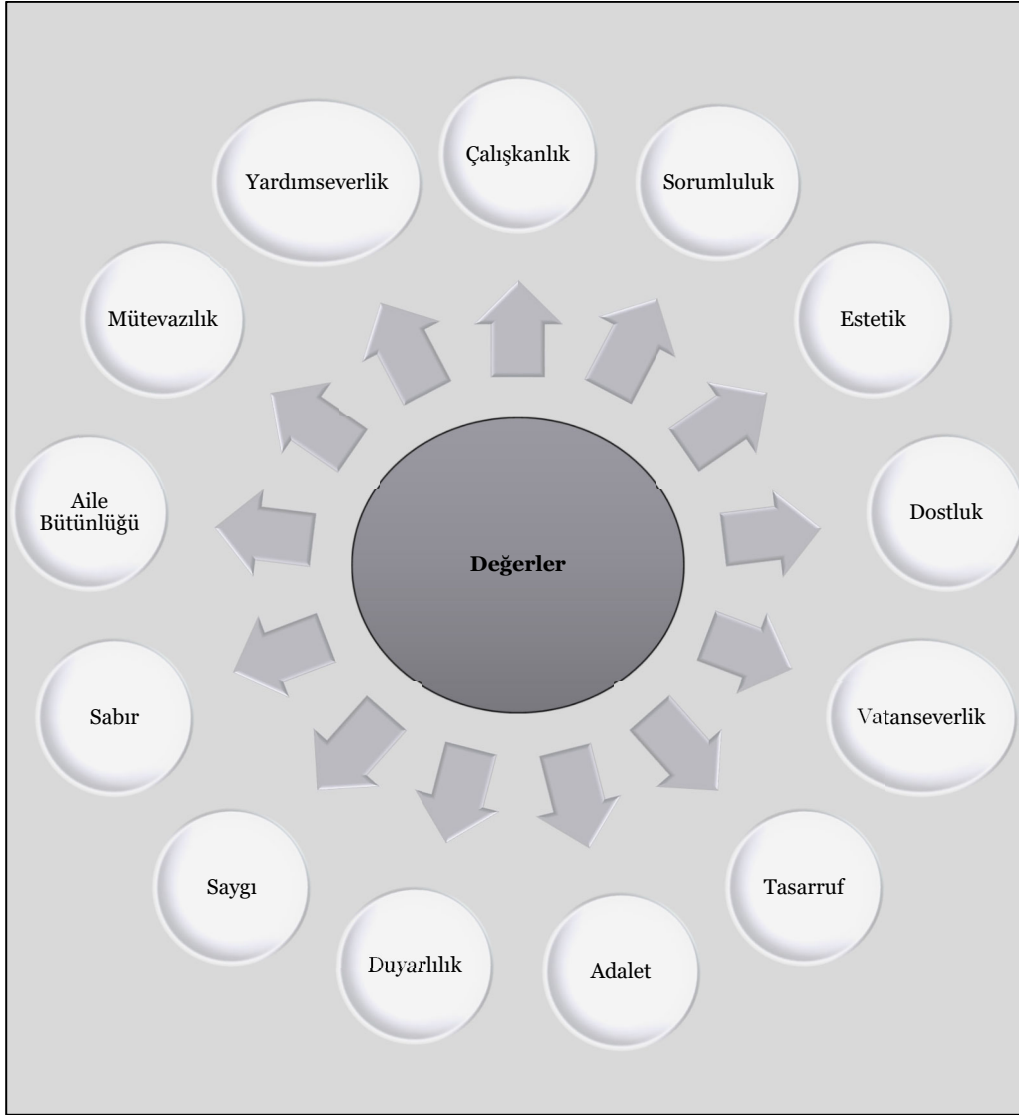 Çalışkanlık
Sorumluluk
Estetik
Dostluk
Vatanseverlik
Tasarruf
Adalet
Duyarlılık
Saygı
Sabır
Aile
Bütünlüğü
Mütevazılık
Yardımseverlik
Değerler